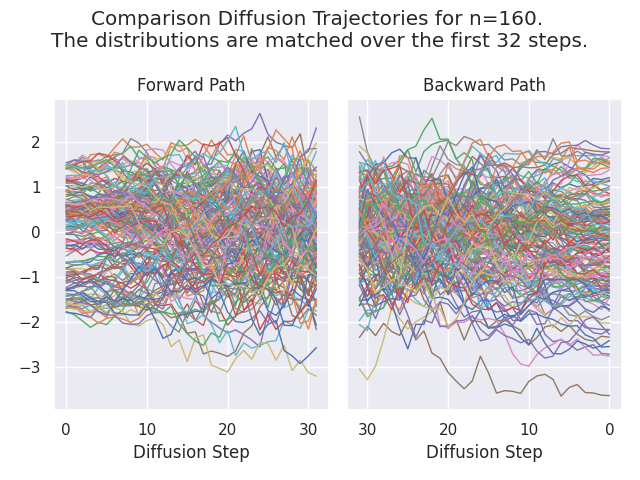 Comparison Diffusion Trajectories for n=160.
The distributions are matched over the first 32 steps.
Forward Path
Backward Path
2
1
0
−1
−2
−3
0 10 20 30
30 20 10 0
Diffusion Step
Diffusion Step